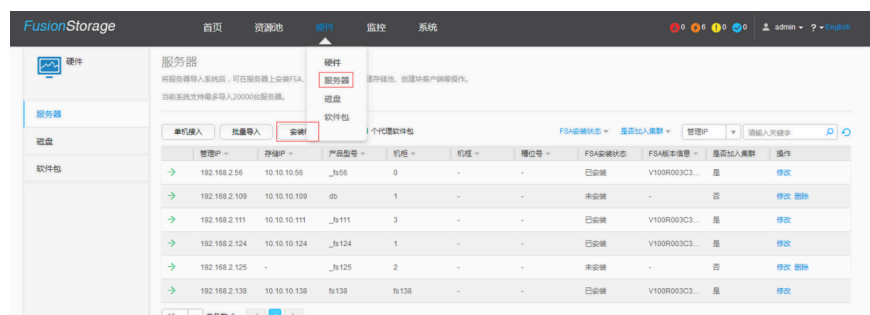 FusionStorage 首页 资源池 硬件 监控 系统 0 6 0 0 admin ? English
硬件
服务器
磁盘
软件包
硬件
服务器
磁盘
软件包
服务器
将服务器导入系统后，可在服务器上安装FSA、 建存储池、创建块客户端等操作。
当前系统支持最多导入20000台服务器。
单机接入 批量导入 安装 个代理软件包 FSA安装状态 是否加入集群 管理IP 请输入关键字
管理IP 存储IP 产品型号 机柜 机框 槽位号 FSA安装状态 FSA版本信息 是否加入集群 操作
192.168.2.56 10.10.10.56 _fs56 0 - - 已安装 V100R003C3... 是 修改
192.168.2.109 10.10.10.109 db 1 - - 未安装 - 否 修改 删除
192.168.2.111 10.10.10.111 _fs111 3 - - 已安装 V100R003C3... 是 修改
192.168.2.124 10.10.10.124 _fs124 1 - - 已安装 V100R003C3... 是 修改
192.168.2.125 - _fs125 2 - - 未安装 - 否 修改 删除
192.168.2.138 10.10.10.138 fs138 fs138 - - 已安装 V100R003C3... 是 修改